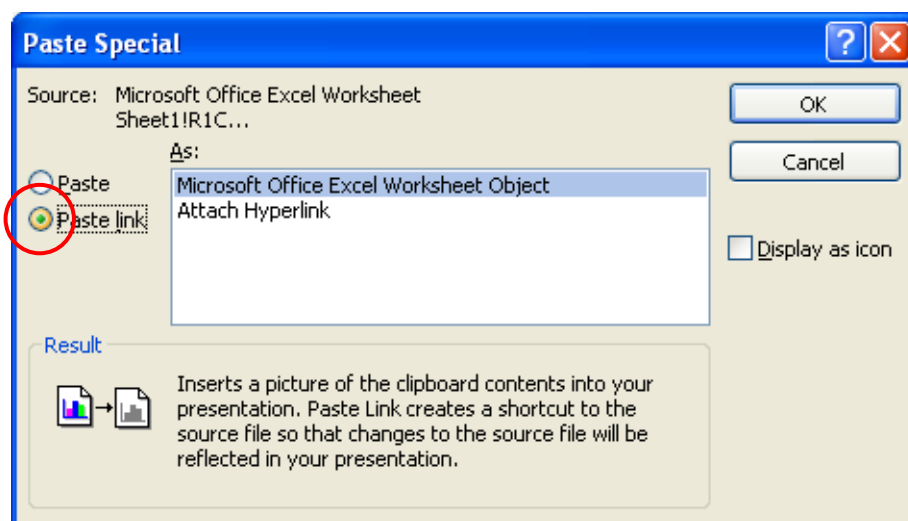 Paste Special
?
Source: Microsoft Office Excel Worksheet
Sheet1!R1C...
OK
As:
Cancel
Paste
Microsoft Office Excel Worksheet Object
Paste link
Attach Hyperlink
Display as icon
Result
Inserts a picture of the clipboard contents into your
presentation. Paste Link creates a shortcut to the
source file so that changes to the source file will be
reflected in your presentation.